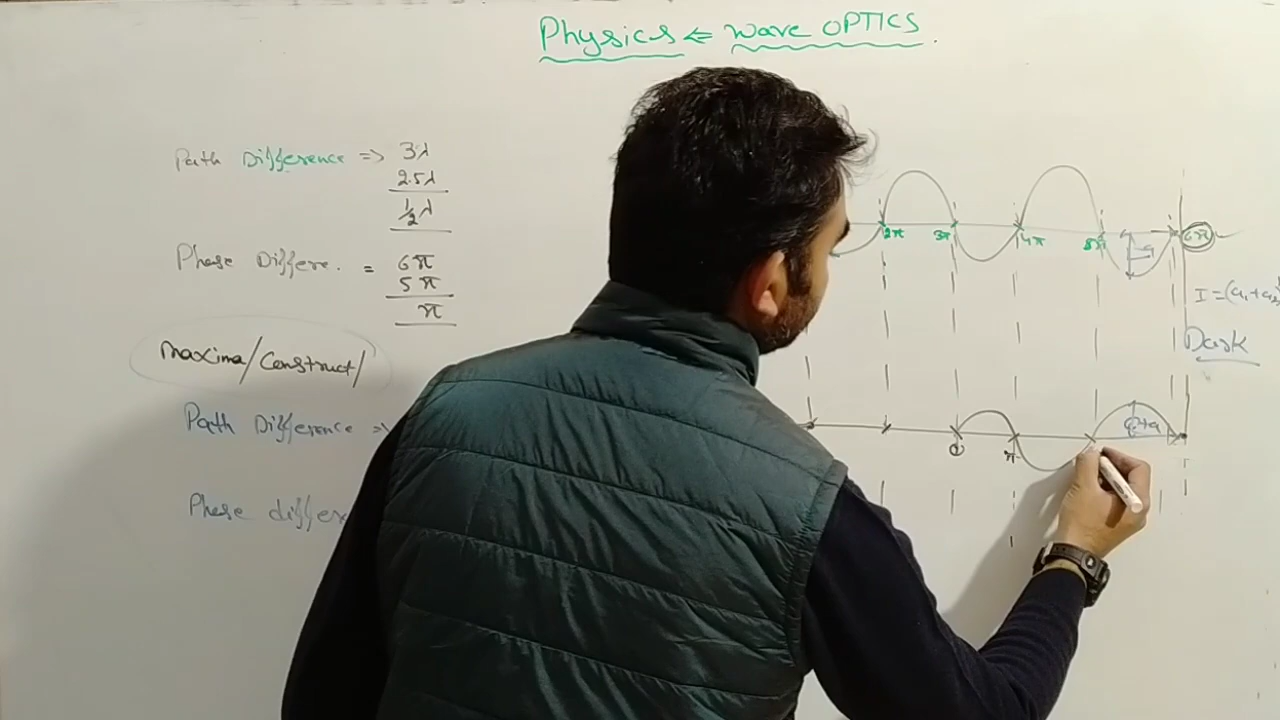 Physics ⇐ Wave OPTICS.
Path Difference => 3λ
2.5λ
½λ
Phase Differe. = 6π
5π
π
Maxima/Construct/
Path Difference =>
Phase differ
2π 3π 4π 5π 6π
I = (a₁+a₂)
Dark
π